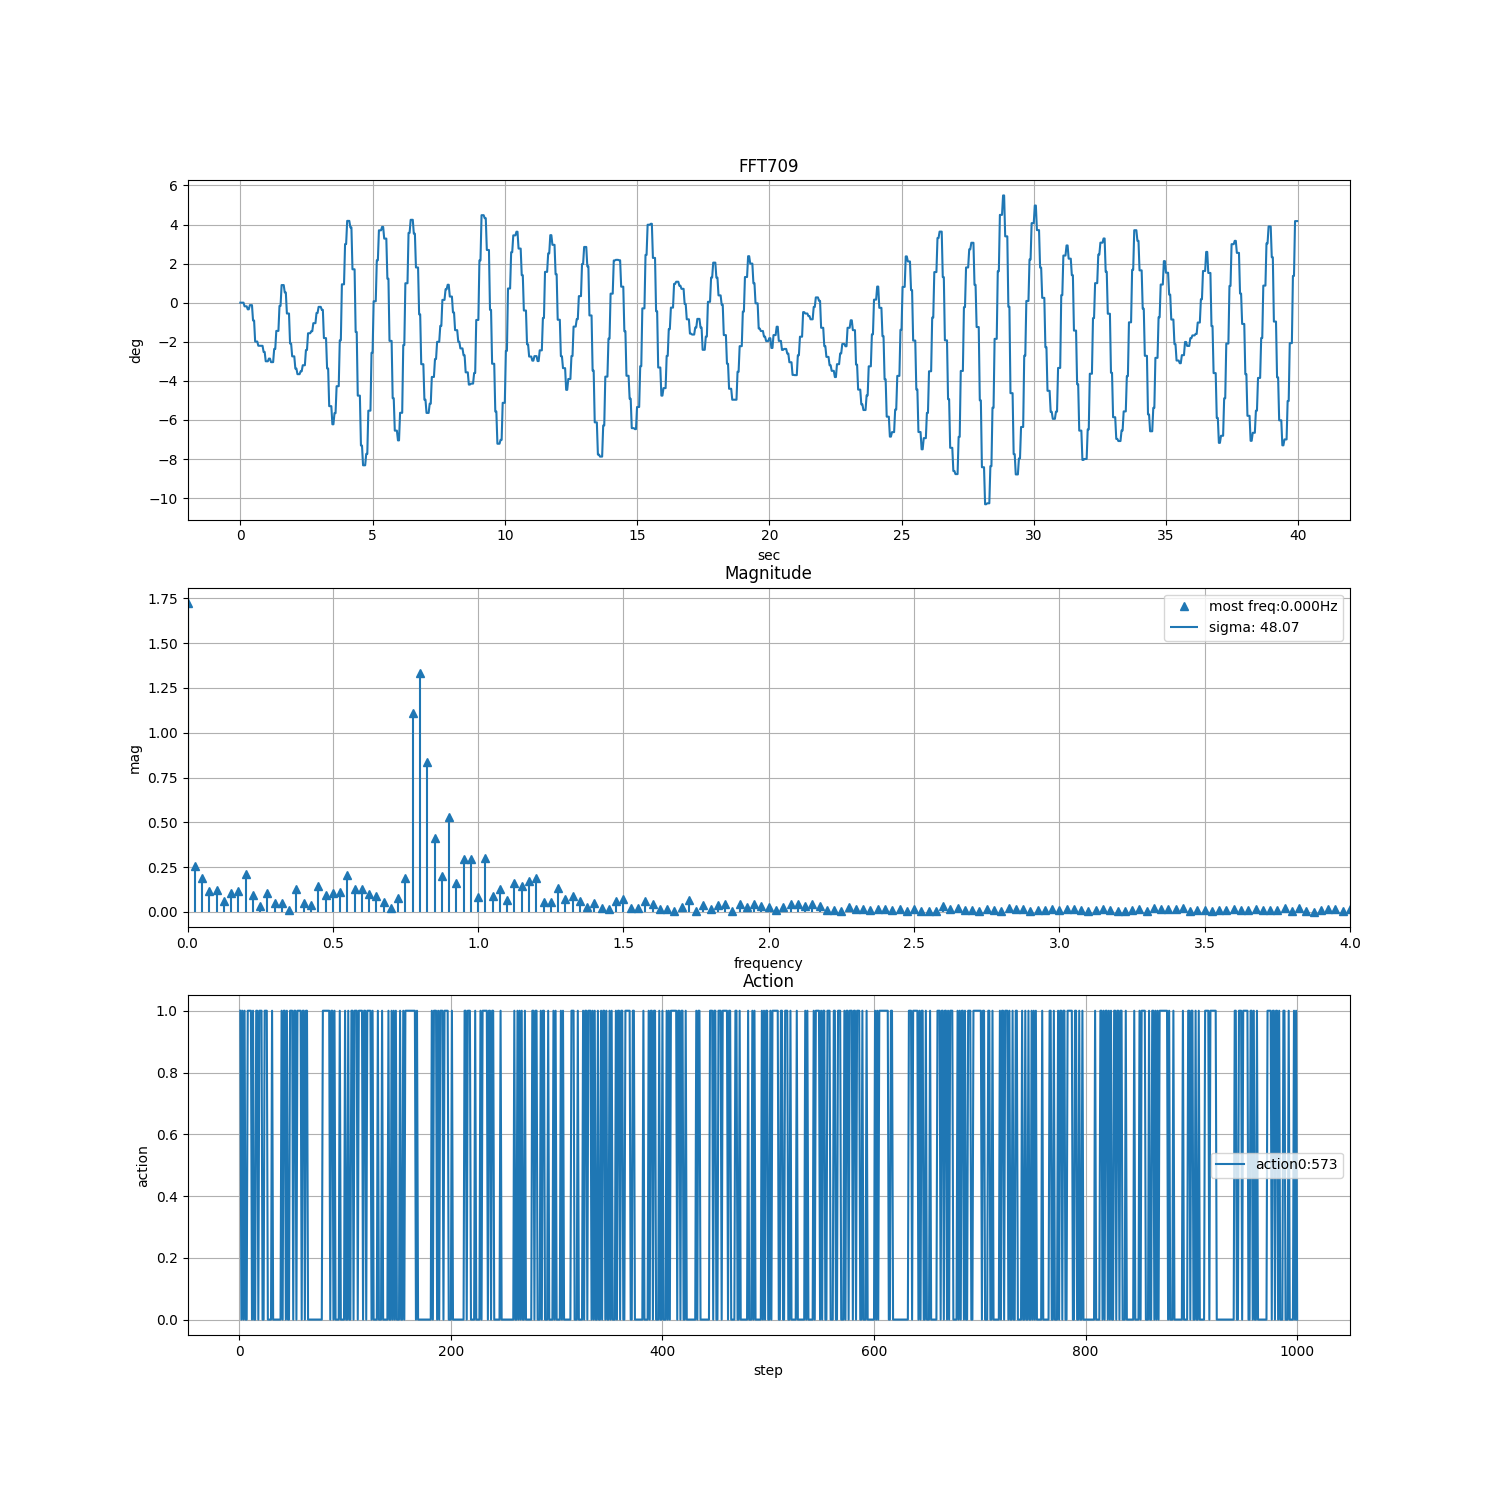 FFT709
6
4
2
0
−2
−4
−6
−8
−10
deg
0 5 10 15 20 25 30 35 40
sec
Magnitude
1.75
1.50
1.25
1.00
0.75
0.50
0.25
0.00
mag
most freq:0.000Hz
sigma: 48.07
0.0 0.5 1.0 1.5 2.0 2.5 3.0 3.5 4.0
frequency
Action
1.0
0.8
0.6
0.4
0.2
0.0
action
action0:573
0 200 400 600 800 1000
step